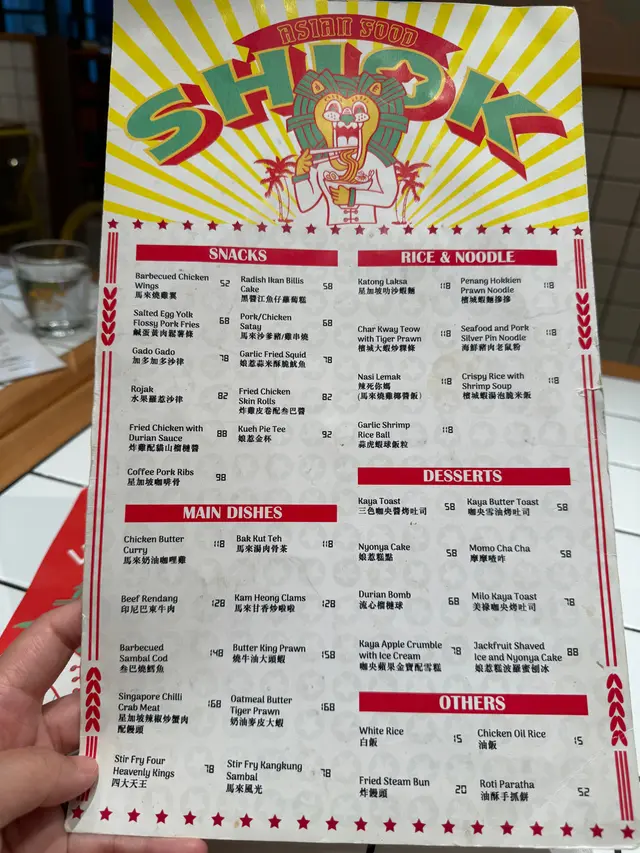 ASIAN FOOD
SHIOK
SNACKS
Barbecued Chicken
Wings 52
馬來燒雞翼
Radish Ikan Billis
Cake 58
黑醬江魚仔蘿蔔糕
Salted Egg Yolk
Flossy Pork Fries 68
鹹蛋黃肉鬆薯條
Pork/Chicken
Satay 68
馬來沙爹豬/雞串燒
Gado Gado 78
加多加多沙律
Garlic Fried Squid 78
娘惹蒜米酥脆魷魚
Rojak 82
水果羅惹沙律
Fried Chicken
Skin Rolls 82
炸雞皮卷配叁巴醬
Fried Chicken with
Durian Sauce 88
炸雞配貓山榴槤醬
Kueh Pie Tee 92
娘惹金杯
Coffee Pork Ribs 98
星加坡咖啡骨
MAIN DISHES
Chicken Butter
Curry 118
馬來奶油咖哩雞
Bak Kut Teh 118
馬來湯肉骨茶
Beef Rendang 128
印尼巴東牛肉
Kam Heong Clams 128
馬來甘香炒啦啦
Barbecued
Sambal Cod 148
叁巴燒鱈魚
Butter King Prawn 158
燒牛油大頭蝦
Singapore Chilli
Crab Meat 168
星加坡辣椒炒蟹肉
配饅頭
Oatmeal Butter
Tiger Prawn 168
奶油麥皮大蝦
Stir Fry Four
Heavenly Kings 78
四大天王
Stir Fry Kangkung
Sambal 78
馬來風光
RICE & NOODLE
Katong Laksa 118
星加坡叻沙蝦麵
Penang Hokkien
Prawn Noodle 118
檳城蝦麵滲滲
Char Kway Teow
with Tiger Prawn 118
檳城大蝦炒粿條
Seafood and Pork
Silver Pin Noodle 118
海鮮豬肉老鼠粉
Nasi Lemak 118
辣死你媽
(馬來燒雞椰醬飯)
Crispy Rice with
Shrimp Soup 118
檳城蝦湯泡脆米飯
Garlic Shrimp
Rice Ball 118
蒜虎蝦球飯粒
DESSERTS
Kaya Toast 58
三色咖央醬烤吐司
Kaya Butter Toast 58
咖央雪油烤吐司
Nyonya Cake 58
娘惹糕點
Momo Cha Cha 58
摩摩喳咋
Durian Bomb 68
流心榴槤球
Milo Kaya Toast 78
美祿咖央烤吐司
Kaya Apple Crumble 78
with Ice Cream
咖央蘋果金寶配雪糕
Jackfruit Shaved
Ice and Nyonya Cake 88
娘惹糕大菠蘿蜜刨冰
OTHERS
White Rice 15
白飯
Chicken Oil Rice 15
油飯
Fried Steam Bun 20
炸饅頭
Roti Paratha 52
油酥手抓餅